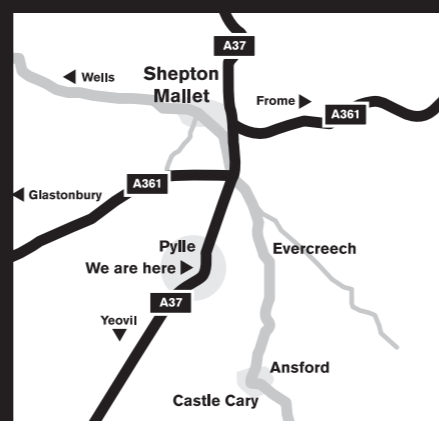 A37
Wells
Shepton
Mallet
Frome
A361
A361
Glastonbury
Pylle
Evercreech
We are here
A37
Yeovil
Ansford
Castle Cary